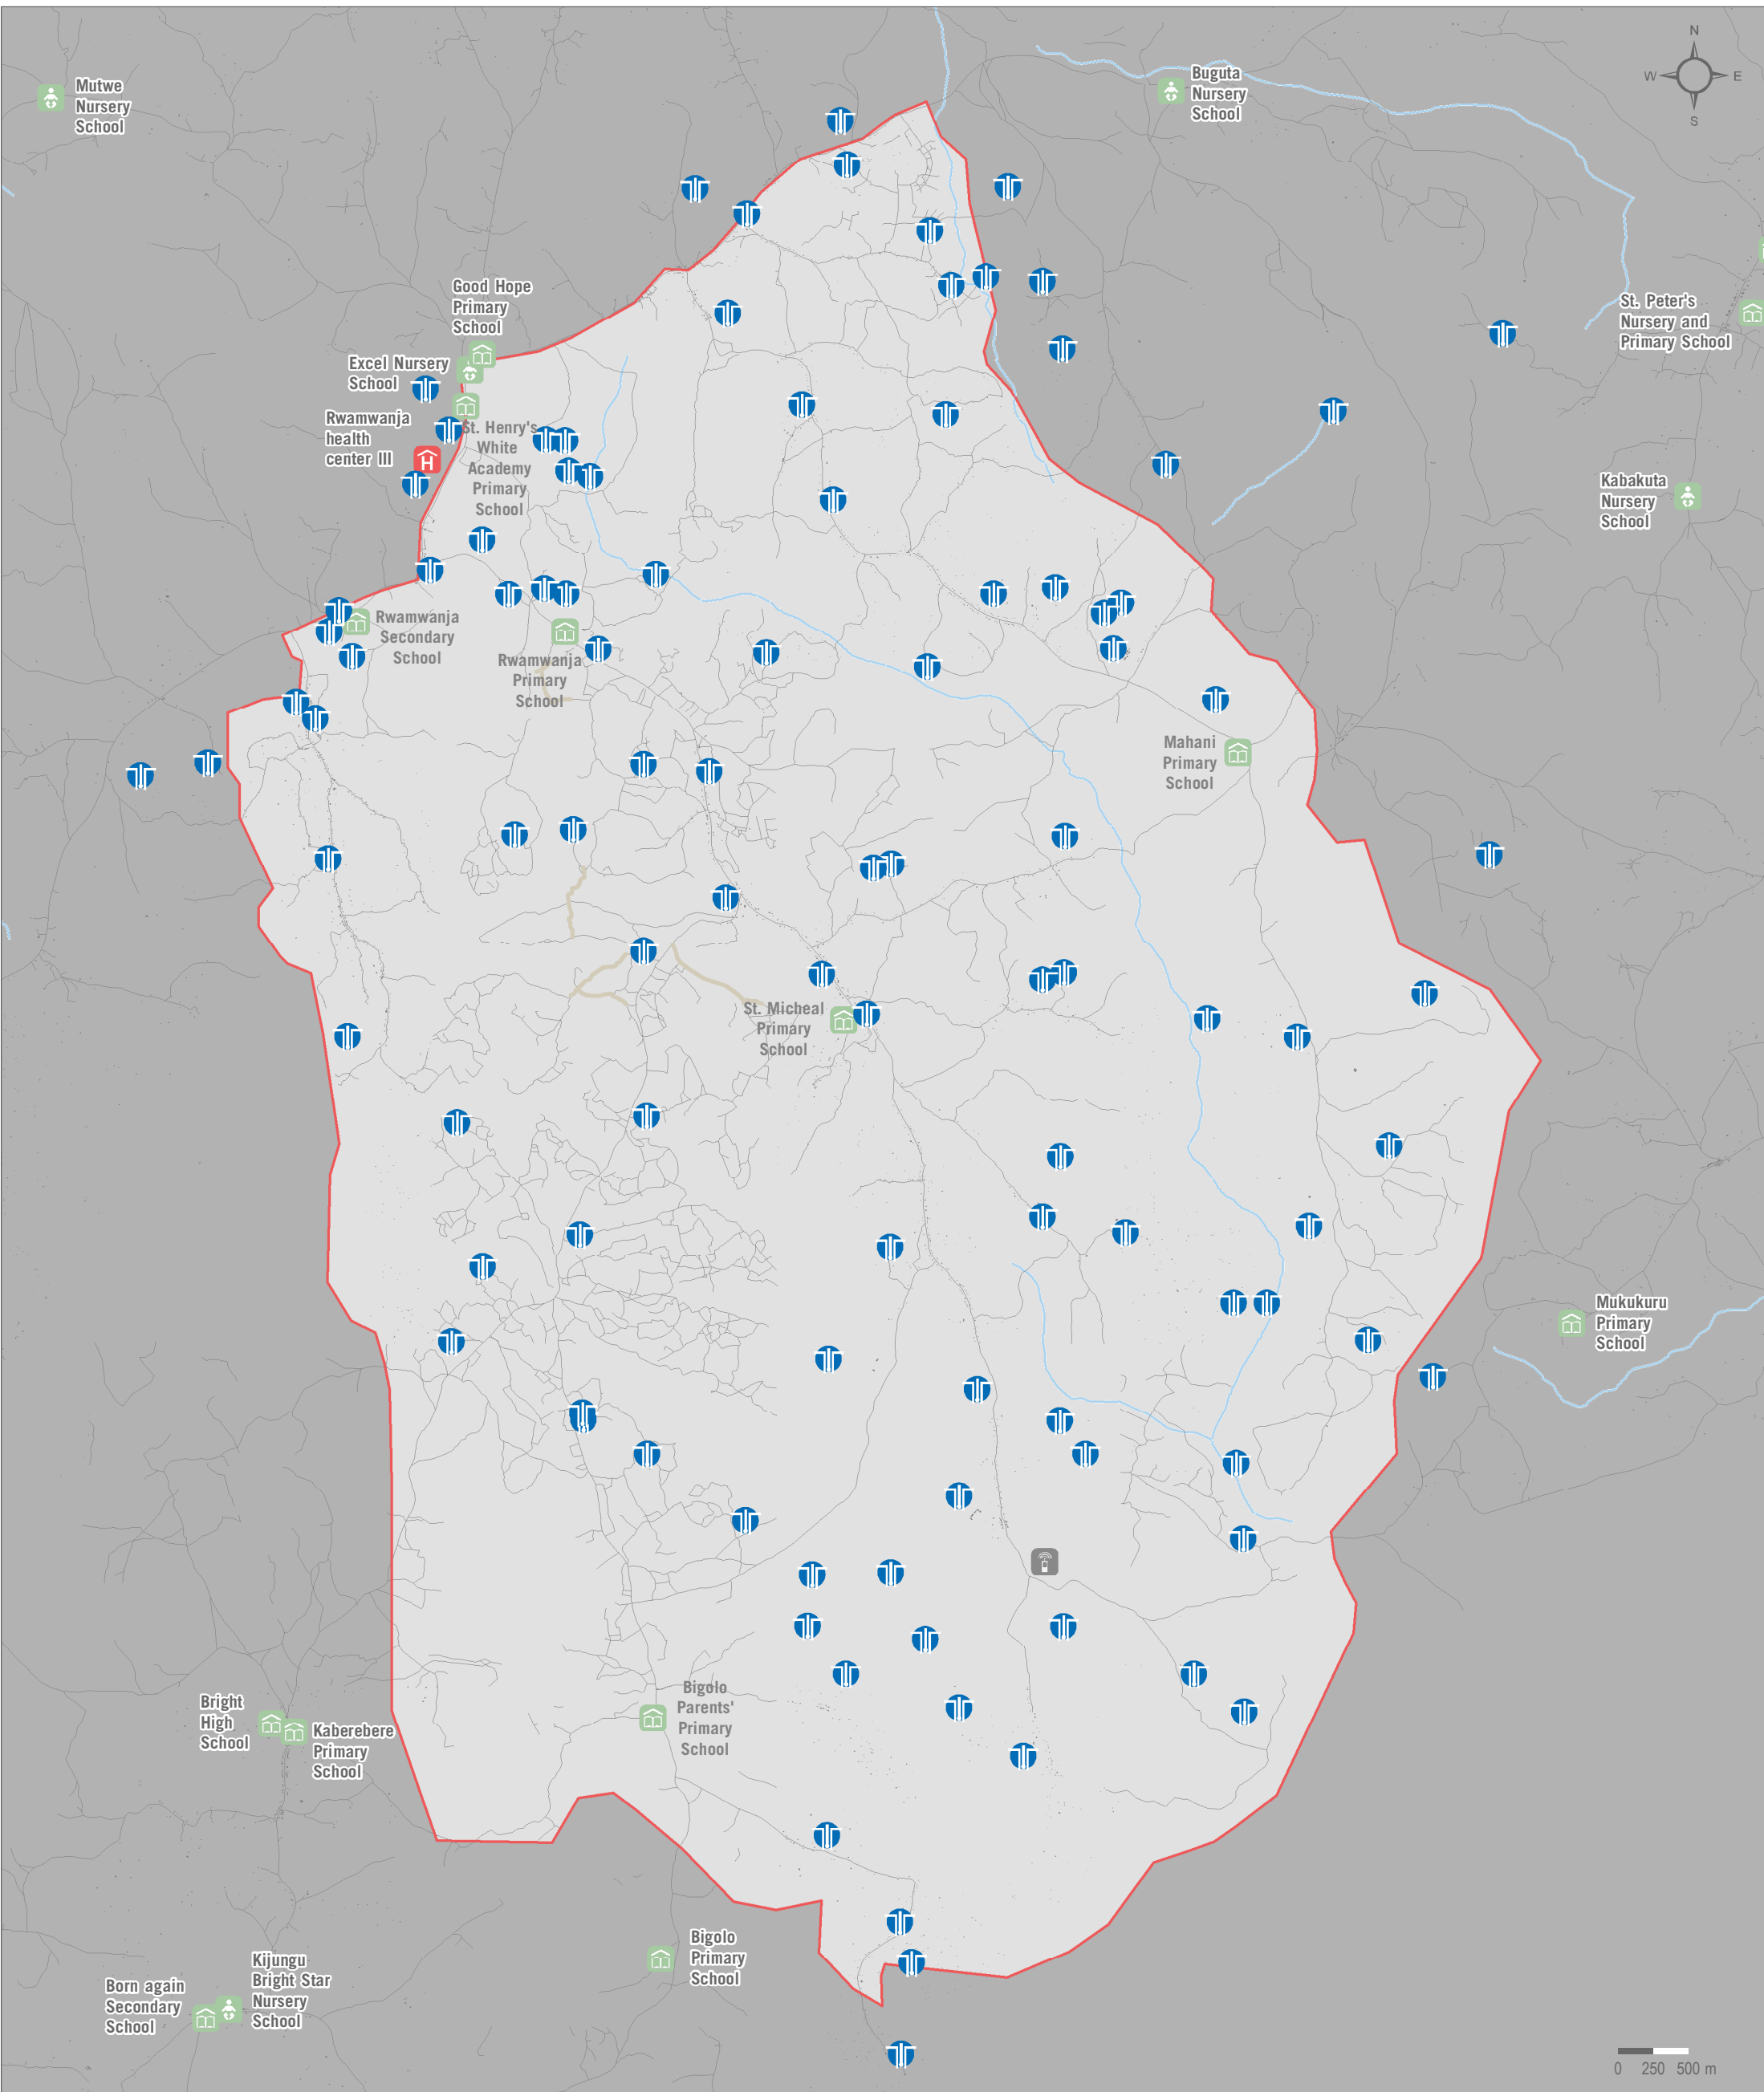 N
W
E
S
Mutwe
Nursery
School
Buguta
Nursery
School
Good Hope
Primary
School
St. Peter's
Nursery and
Primary School
Excel Nursery
School
Rwamwanja
health
center III
H
St. Henry's
White
Academy
Primary
School
Kabakuta
Nursery
School
Rwamwanja
Secondary
School
Rwamwanja
Primary
School
Mahani
Primary
School
St. Micheal
Primary
School
Mukukuru
Primary
School
Bigolo
Parents'
Primary
School
Bright
High
School
Kaberebere
Primary
School
Bigolo
Primary
School
Kijungu
Bright Star
Nursery
School
Born again
Secondary
School
0 250 500 m